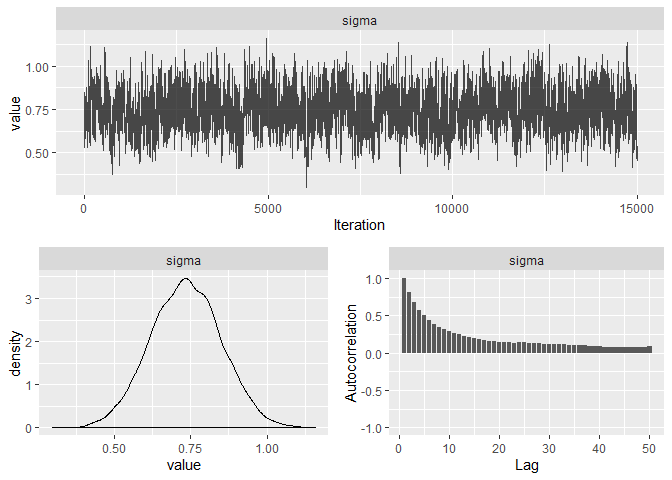 sigma
value
1.00
0.75
0.50
0 5000 10000 15000
Iteration
sigma
density
3
2
1
0
0.50 0.75 1.00
value
sigma
Autocorrelation
1.0
0.5
0.0
-0.5
-1.0
0 10 20 30 40 50
Lag